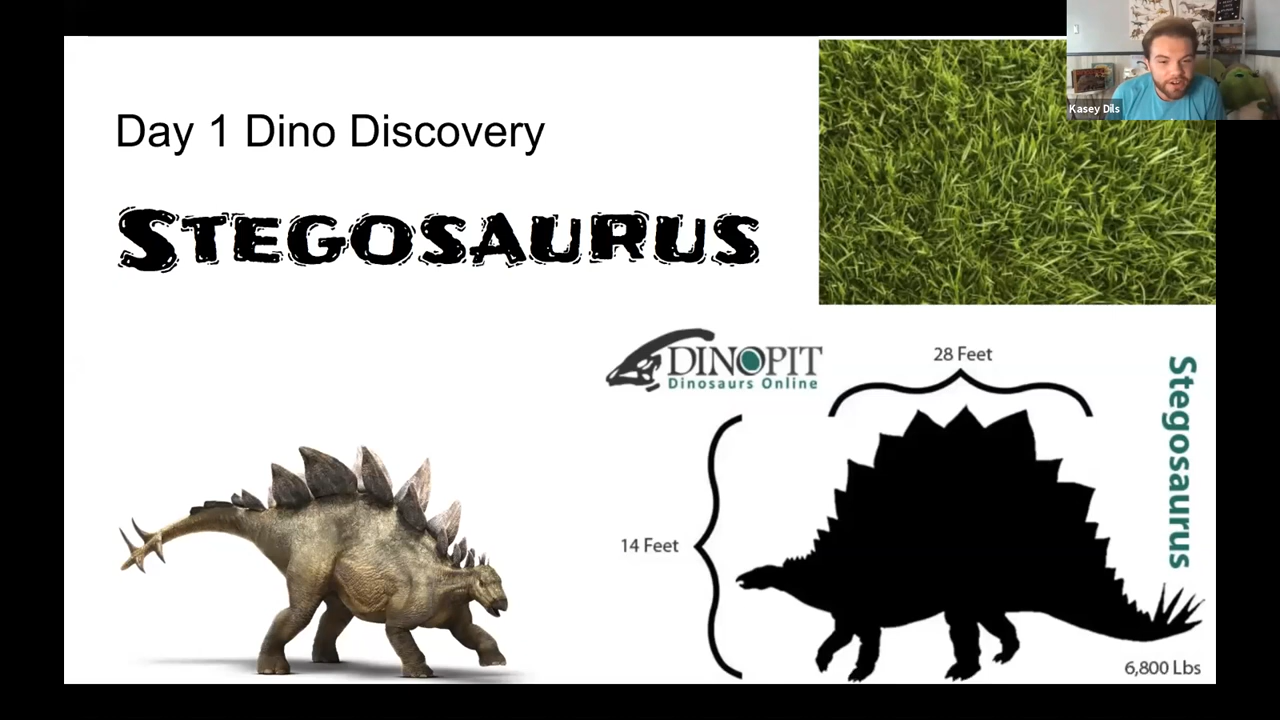 Kasey Dils
Day 1 Dino Discovery
STEGOSAURUS
DINOPIT
Dinosaurs Online
28 Feet
14 Feet
Stegosaurus
6,800 Lbs